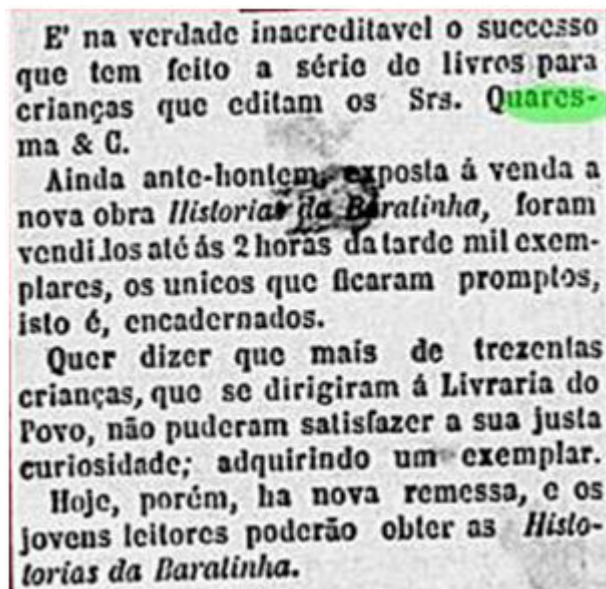 E' na verdade inacreditavel o successo
que tem feito a série de livros para
crianças que editam os Srs. Quares-
ma & C.
Ainda ante-hontem, exposta á venda a
nova obra Historias da Baratinha, foram
vendidos até ás 2 horas da tarde mil exem-
plares, os unicos que ficaram promptos,
isto é, encadernados.
Quer dizer que mais de trezentas
crianças, que se dirigiram á Livraria do
Povo, não puderam satisfazer a sua justa
curiosidade; adquirindo um exemplar.
Hoje, porém, ha nova remessa, e os
jovens leitores poderão obter as Histo-
torias da Baratinha.